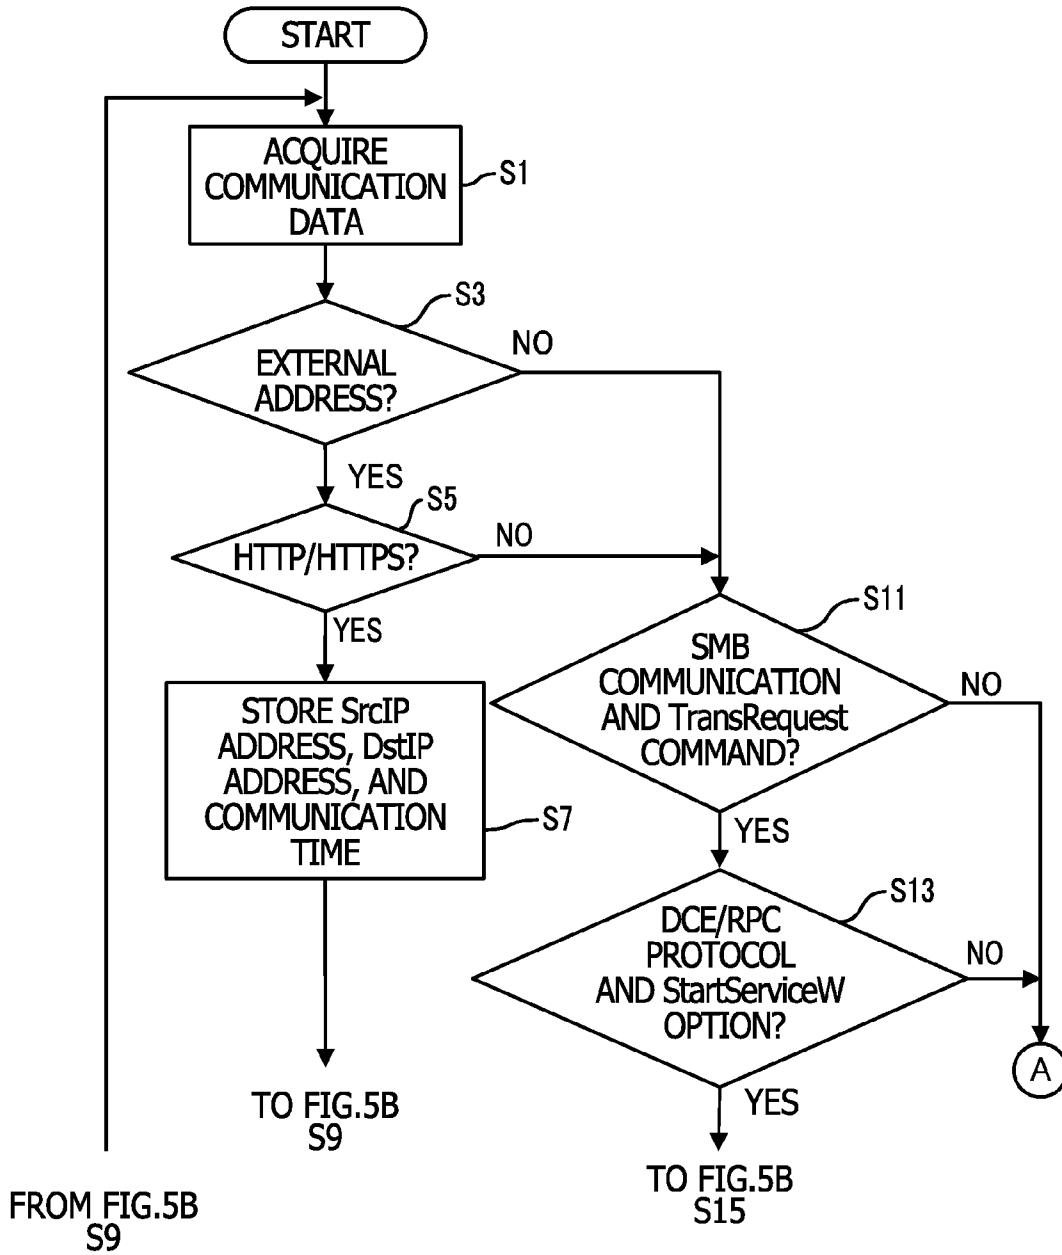 START
ACQUIRE
COMMUNICATION
DATA
S1
S3
EXTERNAL
ADDRESS?
NO
YES
S5
HTTP/HTTPS?
NO
YES
STORE SrcIP
ADDRESS, DstIP
ADDRESS, AND
COMMUNICATION
TIME
S7
TO FIG.5B
S9
FROM FIG.5B
S9
S11
SMB
COMMUNICATION
AND TransRequest
COMMAND?
NO
YES
S13
DCE/RPC
PROTOCOL
AND StartServiceW
OPTION?
NO
YES
A
TO FIG.5B
S15